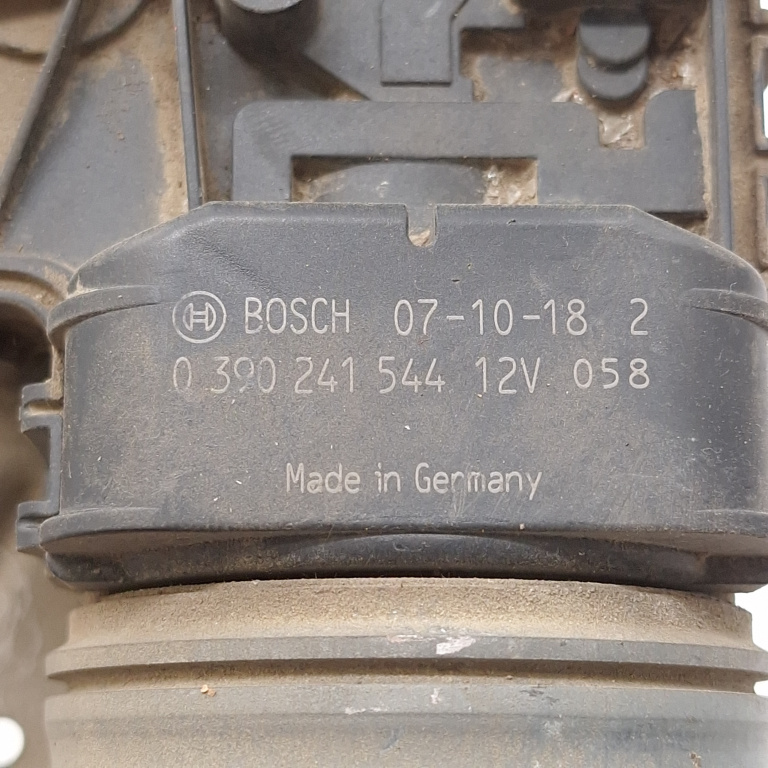 BOSCH 07-10-18 2
0 390 241 544 12V 058
Made in Germany